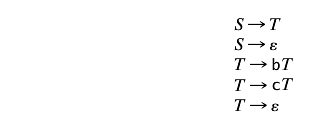 S → T
S → ε
T → bT
T → cT
T → ε